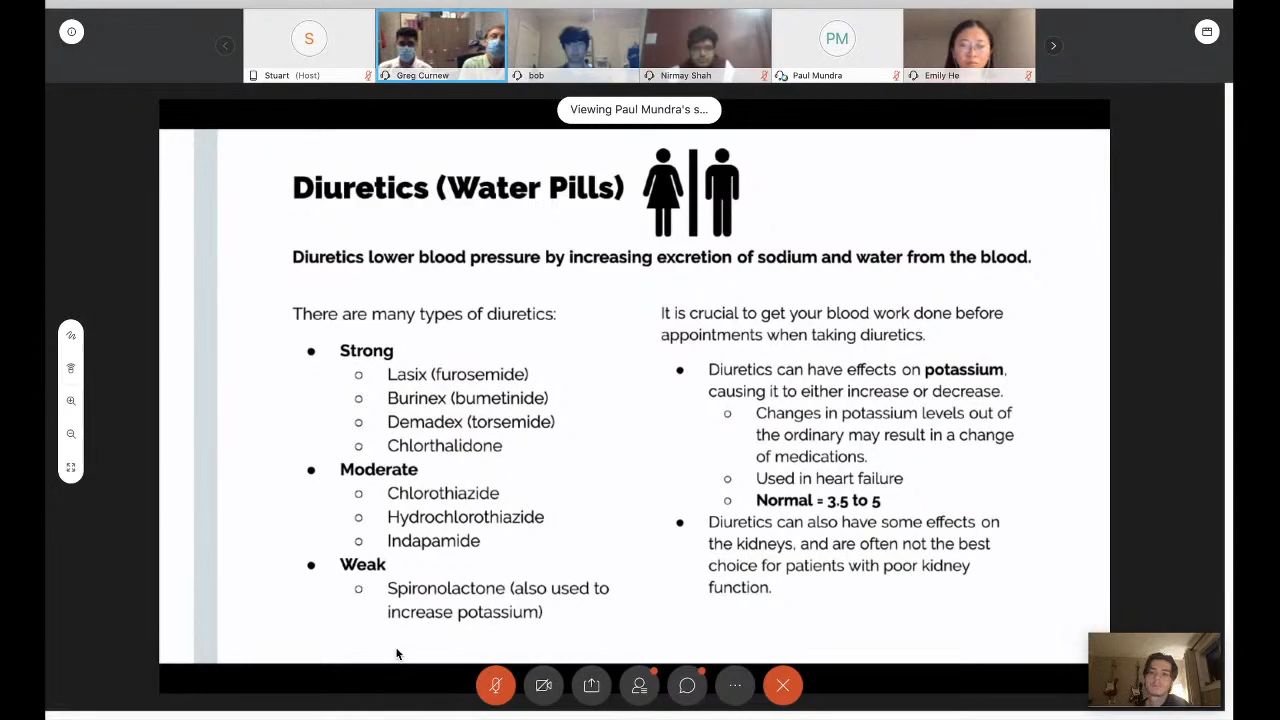 S
PM
Stuart (Host)
Greg Curnew
bob
Nirmay Shah
Paul Mundra
Emily He
Viewing Paul Mundra's s...
Diuretics (Water Pills)
Diuretics lower blood pressure by increasing excretion of sodium and water from the blood.
There are many types of diuretics:
Strong
Lasix (furosemide)
Burinex (bumetinide)
Demadex (torsemide)
Chlorthalidone
Moderate
Chlorothiazide
Hydrochlorothiazide
Indapamide
Weak
Spironolactone (also used to
increase potassium)
It is crucial to get your blood work done before
appointments when taking diuretics.
Diuretics can have effects on potassium,
causing it to either increase or decrease.
Changes in potassium levels out of
the ordinary may result in a change
of medications.
Used in heart failure
Normal = 3.5 to 5
Diuretics can also have some effects on
the kidneys, and are often not the best
choice for patients with poor kidney
function.